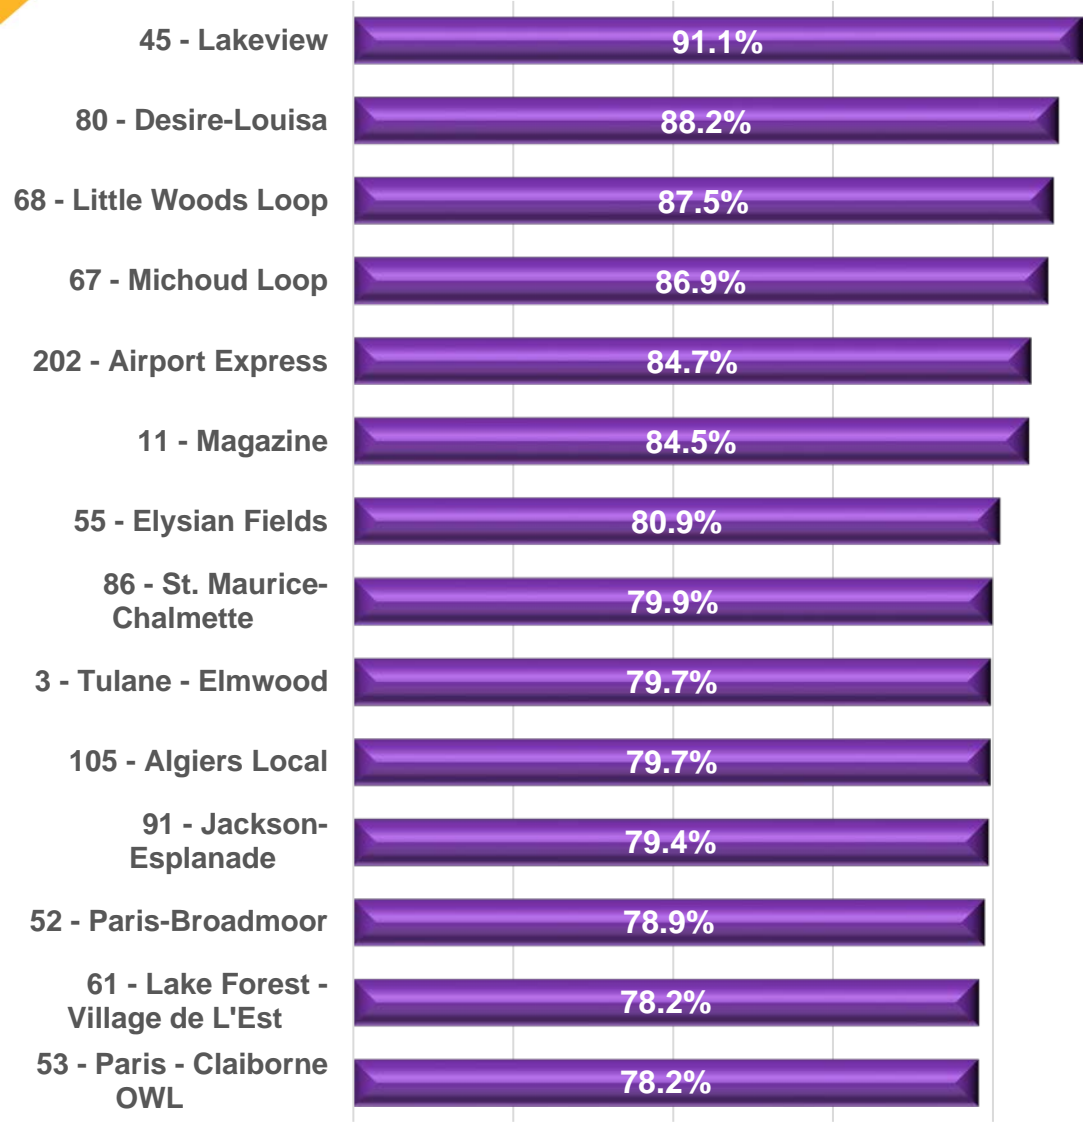 45 - Lakeview
91.1%
80 - Desire-Louisa
88.2%
68 - Little Woods Loop
87.5%
67 - Michoud Loop
86.9%
202 - Airport Express
84.7%
11 - Magazine
84.5%
55 - Elysian Fields
80.9%
86 - St. Maurice-
Chalmette
79.9%
3 - Tulane - Elmwood
79.7%
105 - Algiers Local
79.7%
91 - Jackson-
Esplanade
79.4%
52 - Paris-Broadmoor
78.9%
61 - Lake Forest -
Village de L'Est
78.2%
53 - Paris - Claiborne
OWL
78.2%